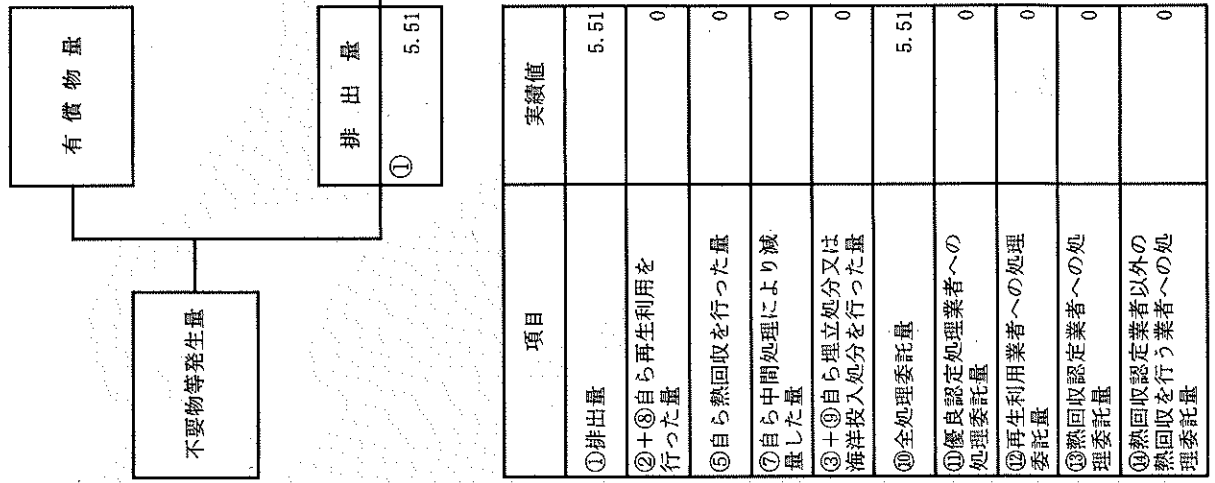 有償物量
不要物等発生量
排出量
① 5.51
項目 実績値
①排出量 5.51
②+⑧自ら再生利用を
行った量 0
⑤自ら熱回収を行った量 0
⑦自ら中間処理により減
量した量 0
③+⑨自ら埋立処分又は
海洋投入処分を行った量 0
⑩全処理委託量 5.51
⑪優良認定処理業者への
処理委託量 0
⑫再生利用業者への処理
委託量 0
⑬熱回収認定業者への処
理委託量 0
⑭熱回収認定業者以外の
熱回収を行う業者への処
理委託量 0